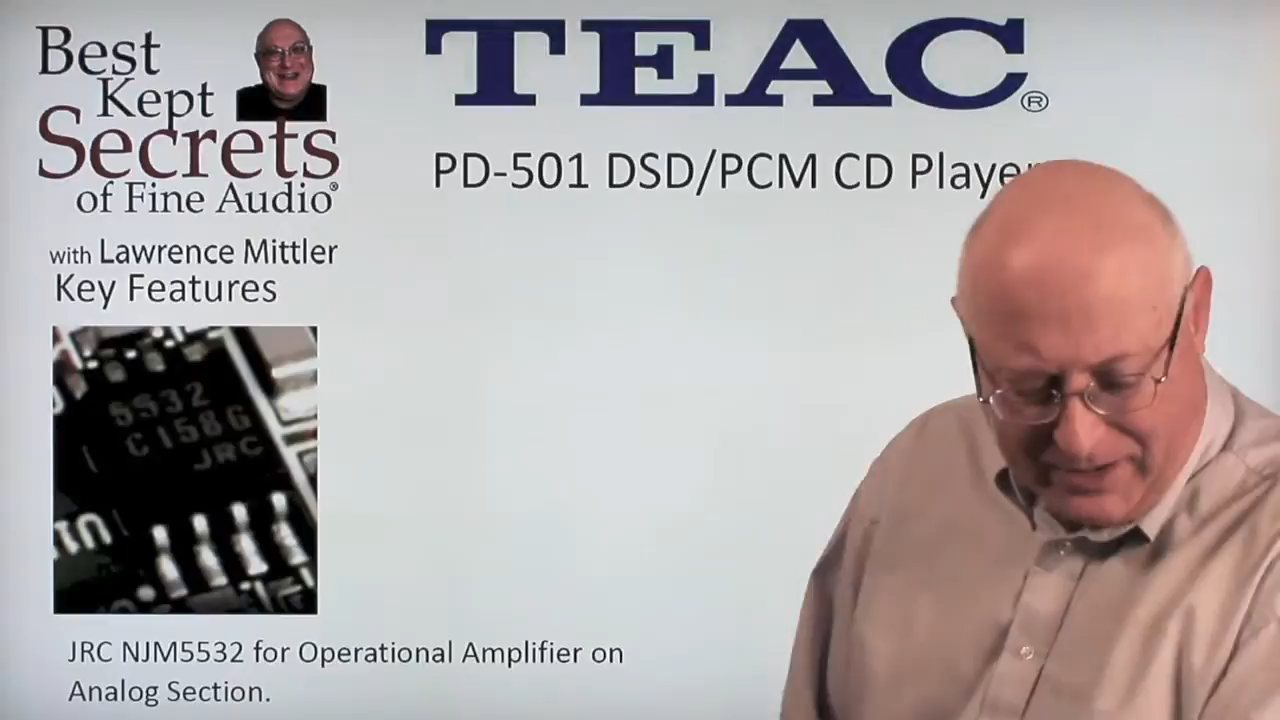 Best
Kept
Secrets
of Fine Audio®
with Lawrence Mittler
Key Features
TEAC®
PD-501 DSD/PCM CD Playe
5532
C158G
JRC
JRC NJM5532 for Operational Amplifier on
Analog Section.